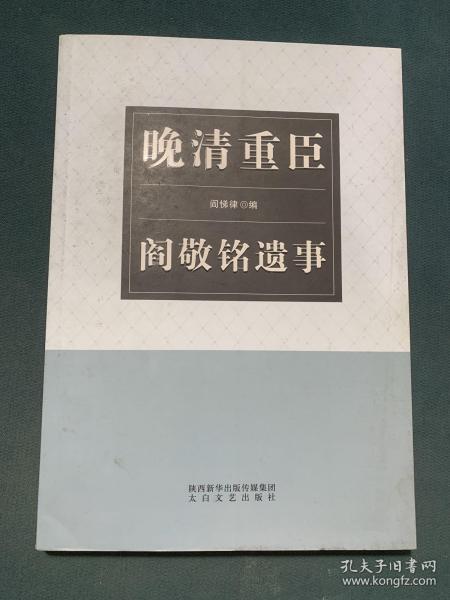 晚清重臣
阎悌律◎编
阎敬铭遗事
陕西新华出版传媒集团
太白文艺出版社
孔夫子旧书网
www.kongfz.com